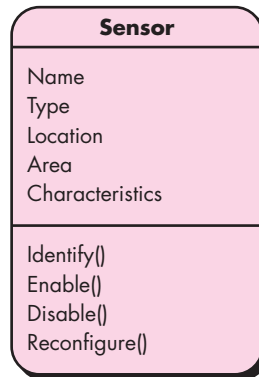 Sensor
Name
Type
Location
Area
Characteristics
Identify()
Enable()
Disable()
Reconfigure()